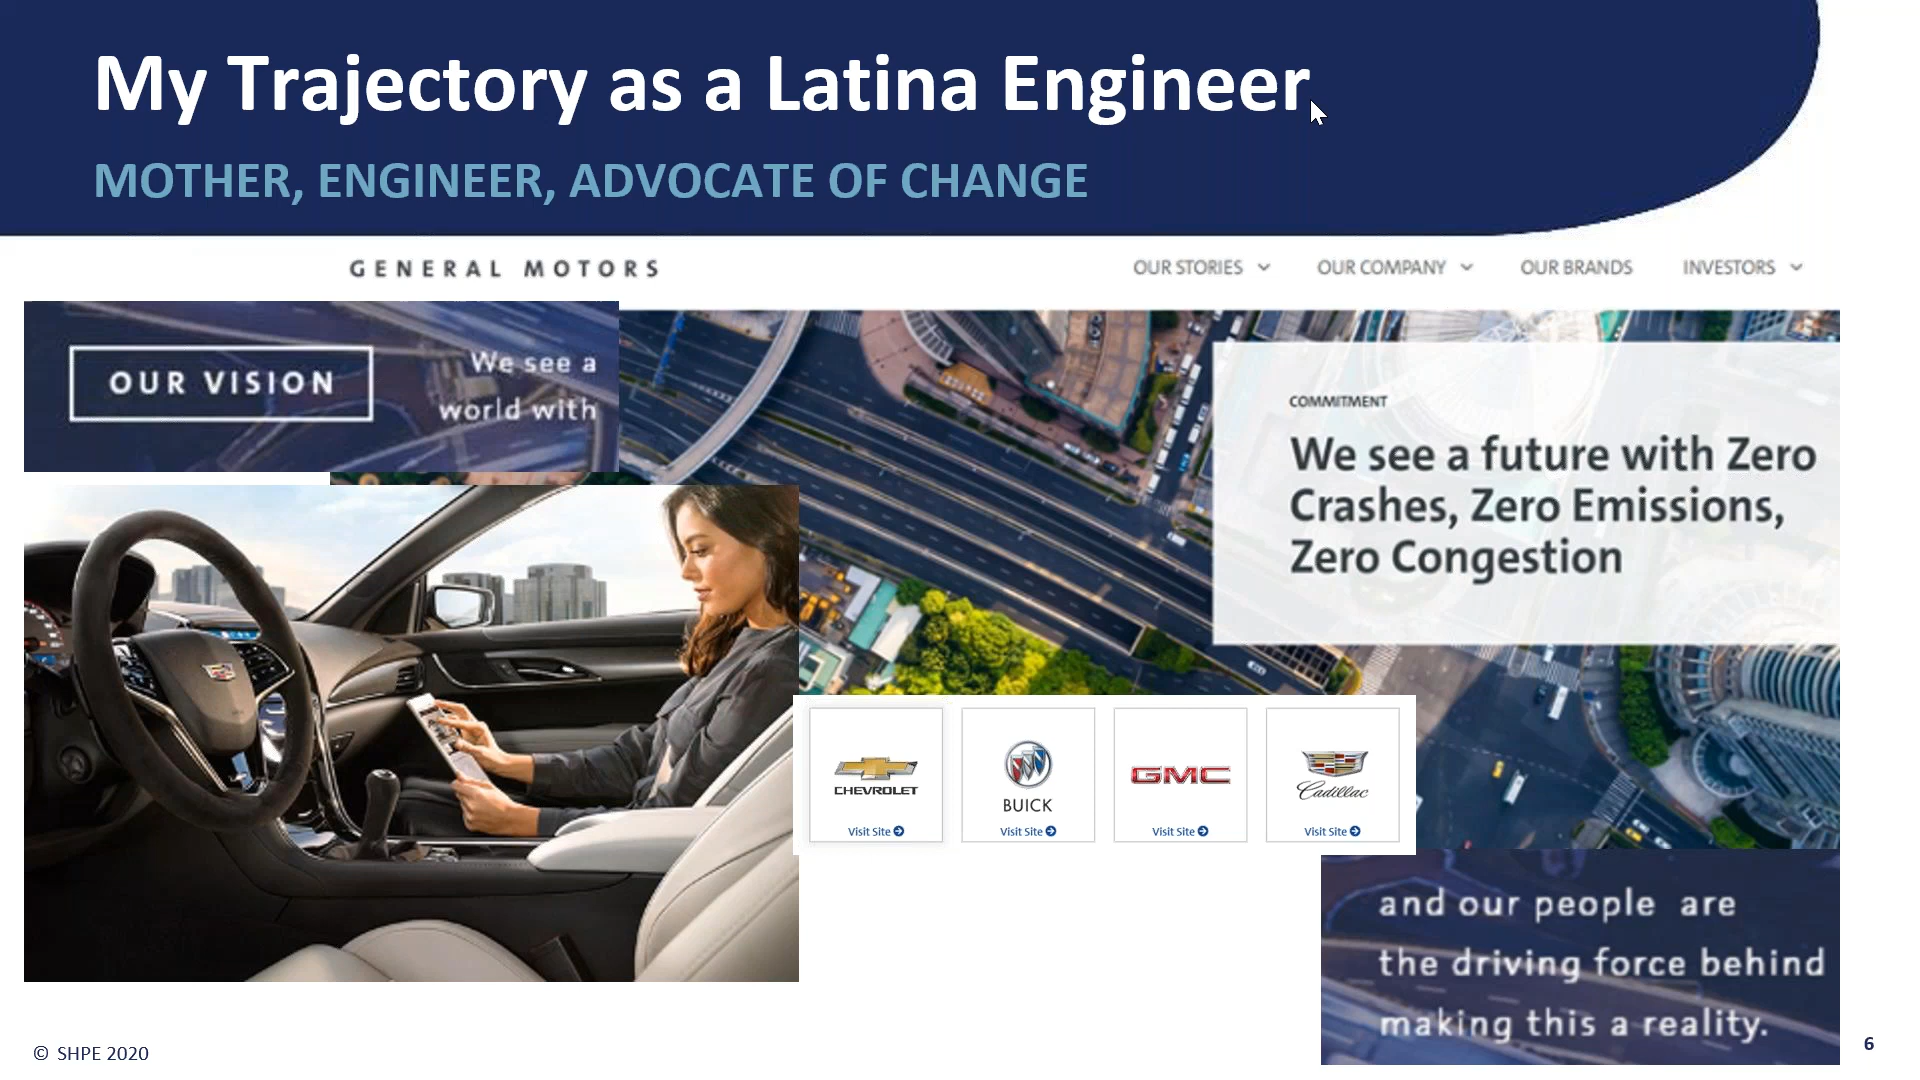 My Trajectory as a Latina Engineer
MOTHER, ENGINEER, ADVOCATE OF CHANGE
GENERAL MOTORS
OUR STORIES
OUR COMPANY
OUR BRANDS
INVESTORS
OUR VISION
We see a
world with
COMMITMENT
We see a future with Zero
Crashes, Zero Emissions,
Zero Congestion
CHEVROLET
Visit Site
BUICK
Visit Site
GMC
Visit Site
Cadillac
Visit Site
and our people are
the driving force behind
making this a reality.
© SHPE 2020
6